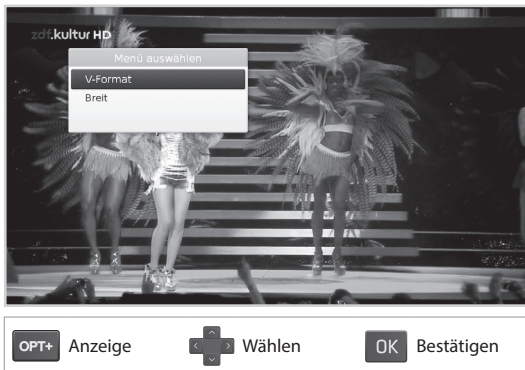 zdf.kultur HD
Menü auswählen
V-Format
Breit
OPT+ Anzeige
Wählen
OK Bestätigen